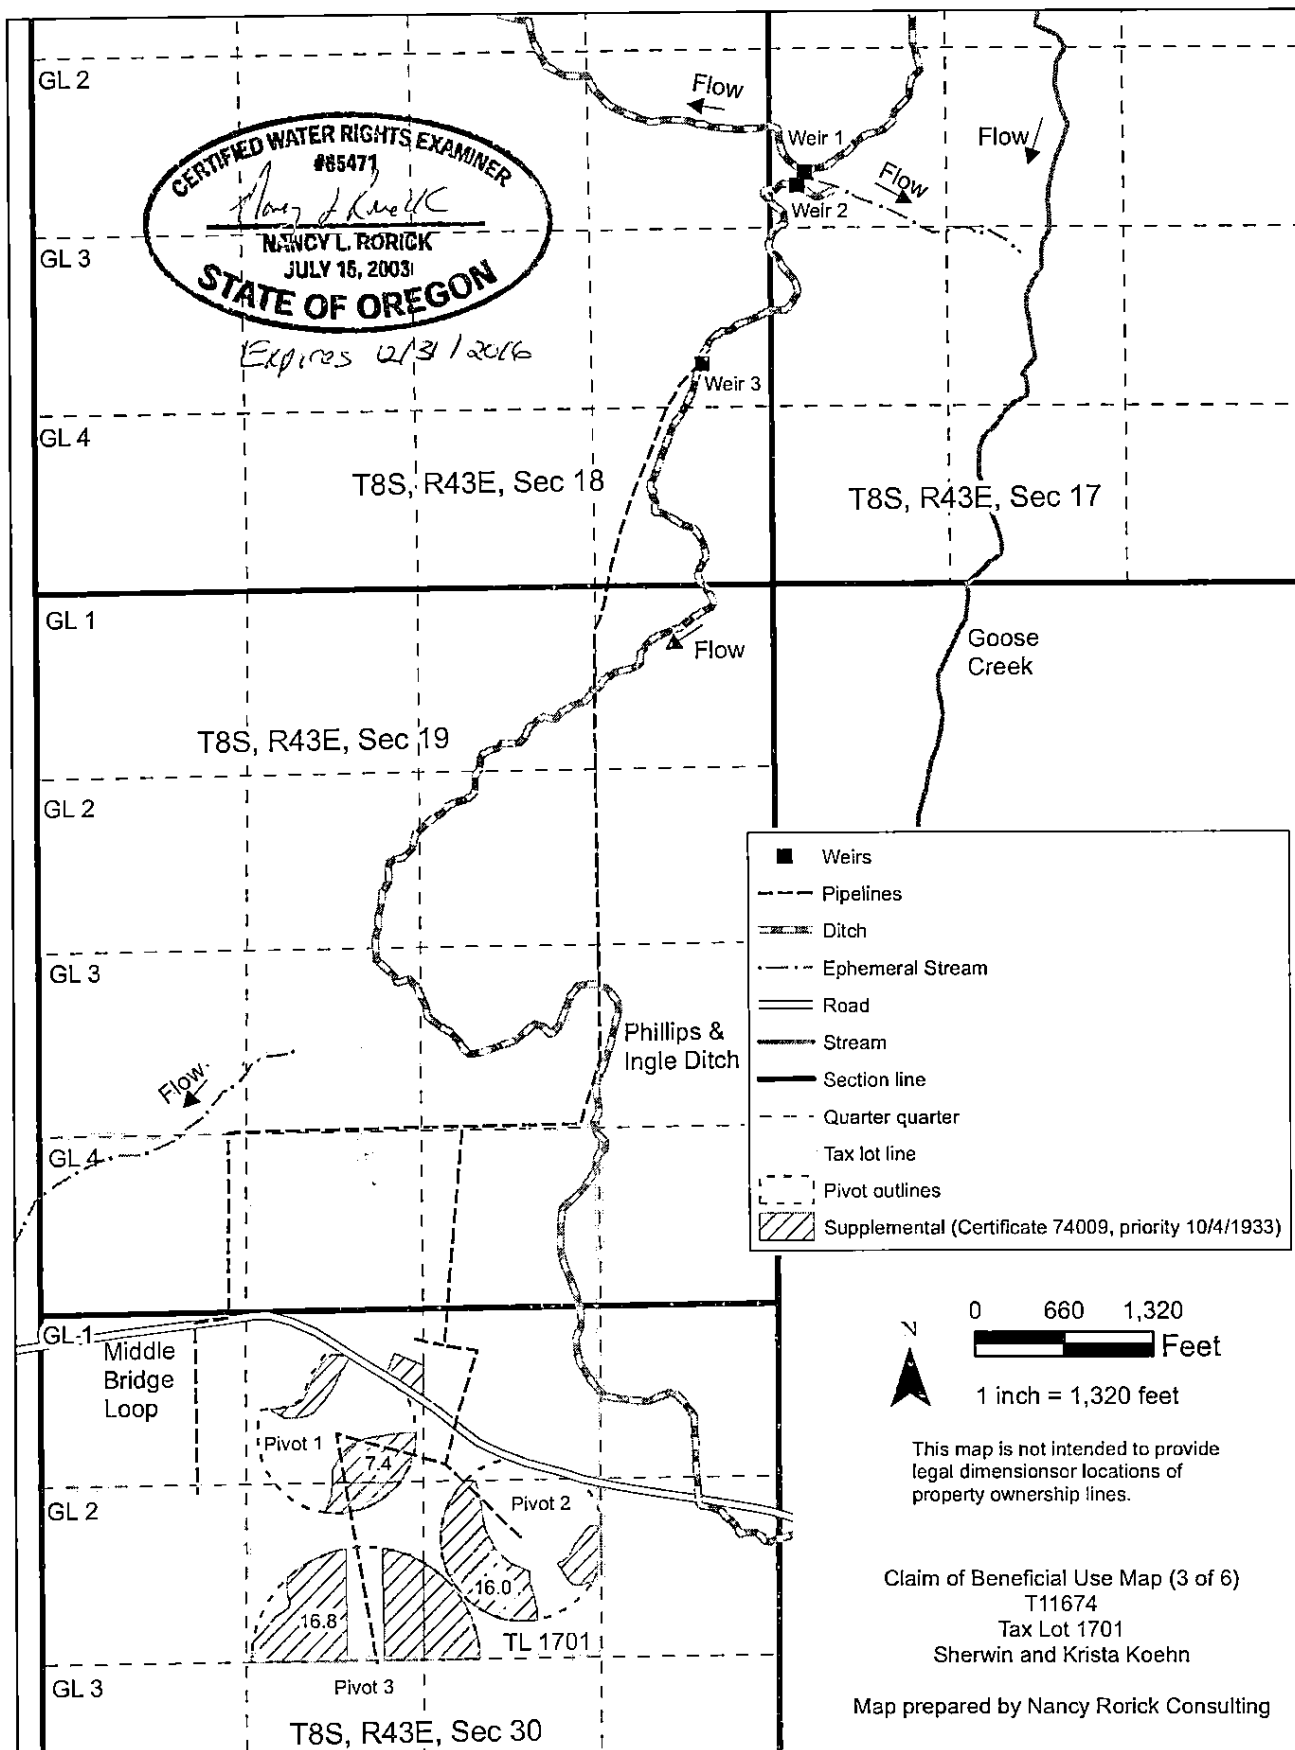 GL 2
Flow
Weir 1
Flow
Flow
Weir 2
CERTIFIED WATER RIGHTS EXAMINER
#65471
NANCY L. RORICK
JULY 15, 2003
STATE OF OREGON
Expires 12/31/2016
GL 3
Weir 3
GL 4
T8S, R43E, Sec 18
T8S, R43E, Sec 17
GL 1
Flow
Goose
Creek
T8S, R43E, Sec 19
GL 2
Weirs
Pipelines
Ditch
Ephemeral Stream
Road
Stream
Section line
Quarter quarter
Tax lot line
Pivot outlines
Supplemental (Certificate 74009, priority 10/4/1933)
GL 3
Phillips &
Ingle Ditch
Flow
GL 4
GL 1
Middle
Bridge
Loop
Pivot 1
7.4
GL 2
Pivot 2
16.0
16.8
TL 1701
GL 3
Pivot 3
T8S, R43E, Sec 30
N
0 660 1,320
Feet
1 inch = 1,320 feet
This map is not intended to provide
legal dimensionsor locations of
property ownership lines.
Claim of Beneficial Use Map (3 of 6)
T11674
Tax Lot 1701
Sherwin and Krista Koehn
Map prepared by Nancy Rorick Consulting